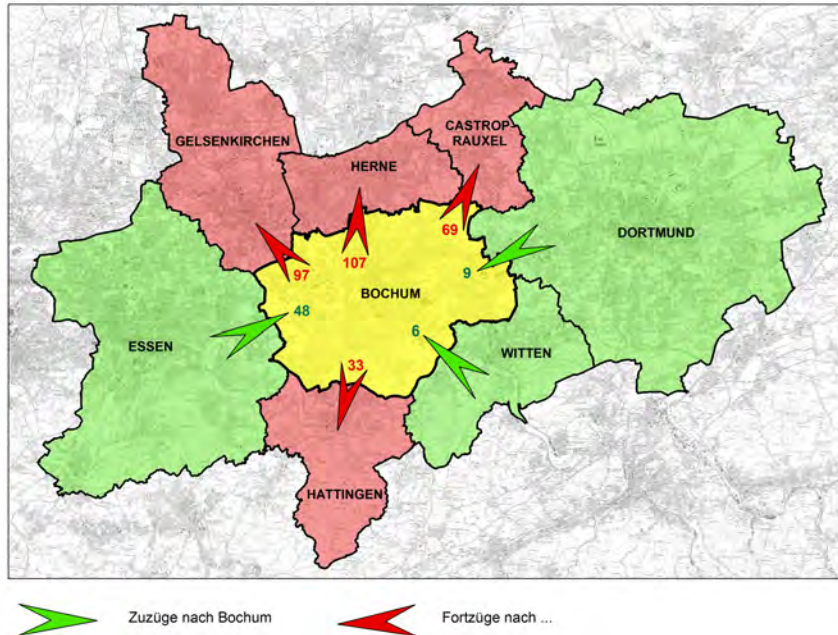 GELSENKIRCHEN
CASTROP
RAUXEL
HERNE
69
DORTMUND
107
97
9
BOCHUM
48
6
ESSEN
WITTEN
33
HATTINGEN
Zuzüge nach Bochum
Fortzüge nach ...